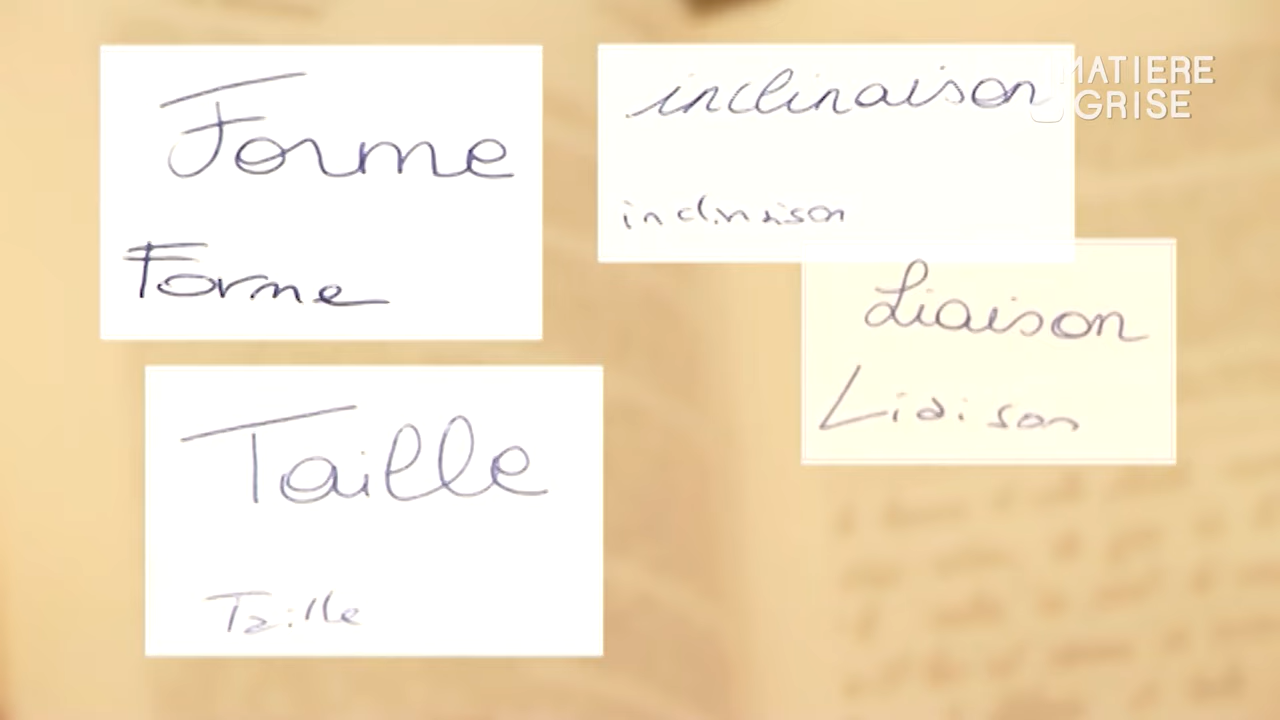 Forme
Forme
inclinaison
inclinaison
MATIERE
GRISE
Liaison
Liaison
Taille
Taille